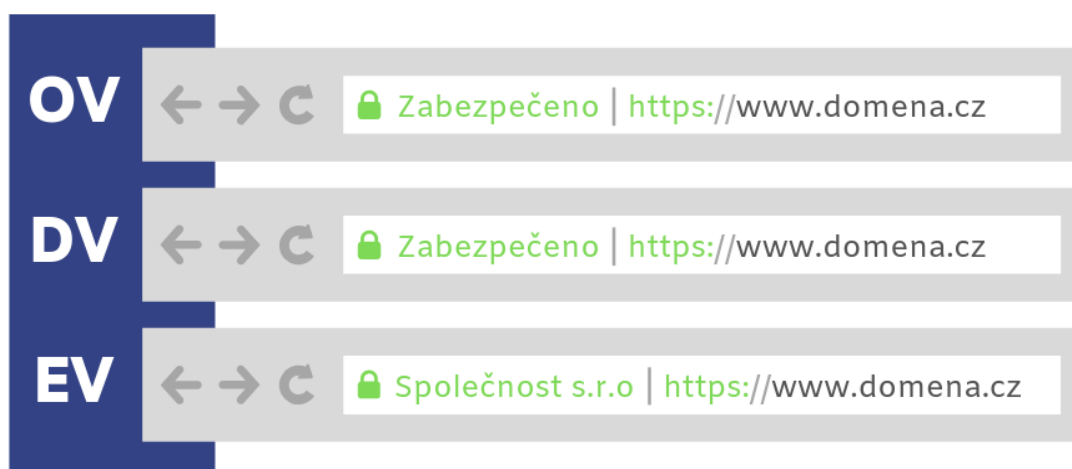 OV Zabezpečeno | https://www.domena.cz
DV Zabezpečeno | https://www.domena.cz
EV Společnost s.r.o | https://www.domena.cz